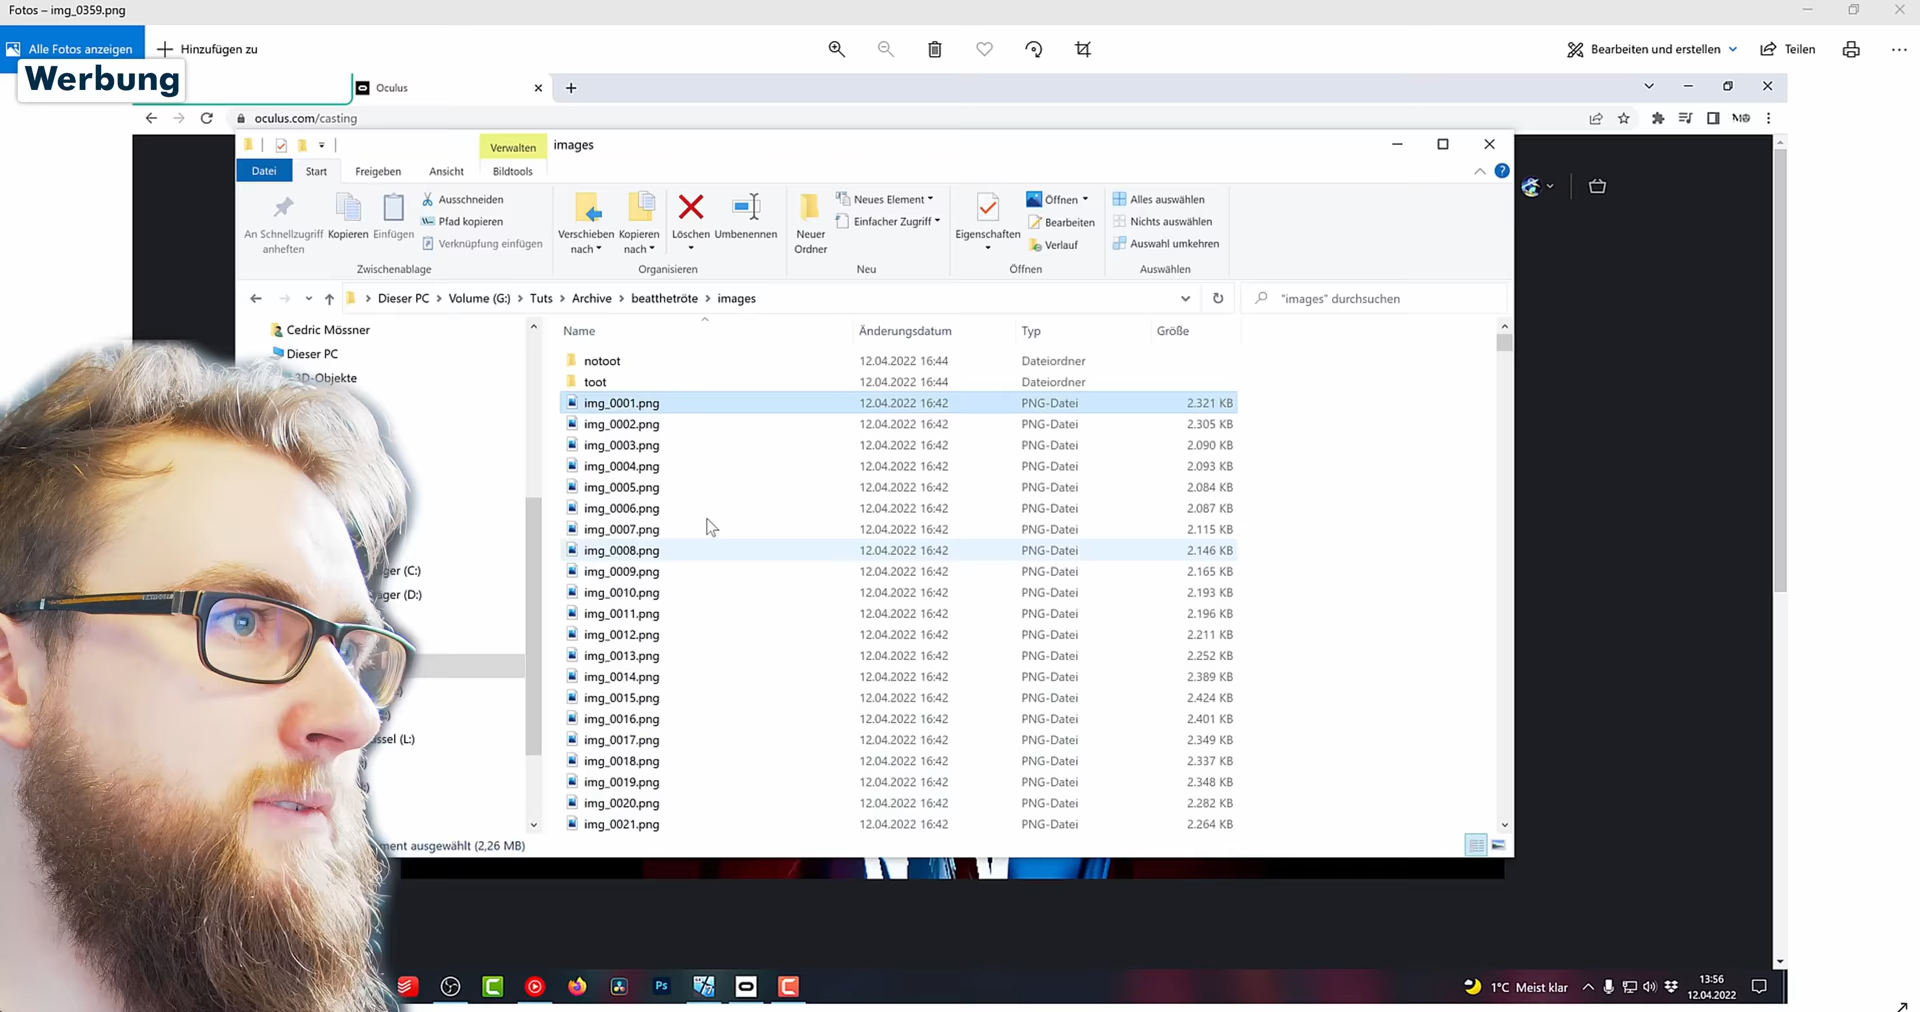 Fotos – img_0359.png
Alle Fotos anzeigen
Hinzufügen zu
Bearbeiten und erstellen
Teilen
Werbung
Oculus
oculus.com/casting
Verwalten
images
Datei
Start
Freigeben
Ansicht
Bildtools
An Schnellzugriff
anheften
Kopieren
Einfügen
Ausschneiden
Pfad kopieren
Verknüpfung einfügen
Zwischenablage
Verschieben
nach
Kopieren
nach
Löschen
Umbenennen
Organisieren
Neuer
Ordner
Neues Element
Einfacher Zugriff
Neu
Eigenschaften
Öffnen
Bearbeiten
Verlauf
Öffnen
Alles auswählen
Nichts auswählen
Auswahl umkehren
Auswählen
Dieser PC > Volume (G:) > Tuts > Archive > beatthetröte > images
"images" durchsuchen
Cedric Mössner
Dieser PC
3D-Objekte
ager (C:)
ager (D:)
ssel (L:)
Name Änderungsdatum Typ Größe
notoot 12.04.2022 16:44 Dateiordner
toot 12.04.2022 16:44 Dateiordner
img_0001.png 12.04.2022 16:42 PNG-Datei 2.321 KB
img_0002.png 12.04.2022 16:42 PNG-Datei 2.305 KB
img_0003.png 12.04.2022 16:42 PNG-Datei 2.090 KB
img_0004.png 12.04.2022 16:42 PNG-Datei 2.093 KB
img_0005.png 12.04.2022 16:42 PNG-Datei 2.084 KB
img_0006.png 12.04.2022 16:42 PNG-Datei 2.087 KB
img_0007.png 12.04.2022 16:42 PNG-Datei 2.115 KB
img_0008.png 12.04.2022 16:42 PNG-Datei 2.146 KB
img_0009.png 12.04.2022 16:42 PNG-Datei 2.165 KB
img_0010.png 12.04.2022 16:42 PNG-Datei 2.193 KB
img_0011.png 12.04.2022 16:42 PNG-Datei 2.196 KB
img_0012.png 12.04.2022 16:42 PNG-Datei 2.211 KB
img_0013.png 12.04.2022 16:42 PNG-Datei 2.252 KB
img_0014.png 12.04.2022 16:42 PNG-Datei 2.389 KB
img_0015.png 12.04.2022 16:42 PNG-Datei 2.424 KB
img_0016.png 12.04.2022 16:42 PNG-Datei 2.401 KB
img_0017.png 12.04.2022 16:42 PNG-Datei 2.349 KB
img_0018.png 12.04.2022 16:42 PNG-Datei 2.337 KB
img_0019.png 12.04.2022 16:42 PNG-Datei 2.348 KB
img_0020.png 12.04.2022 16:42 PNG-Datei 2.282 KB
img_0021.png 12.04.2022 16:42 PNG-Datei 2.264 KB
ment ausgewählt (2,26 MB)
Ps
1°C Meist klar
13:56
12.04.2022